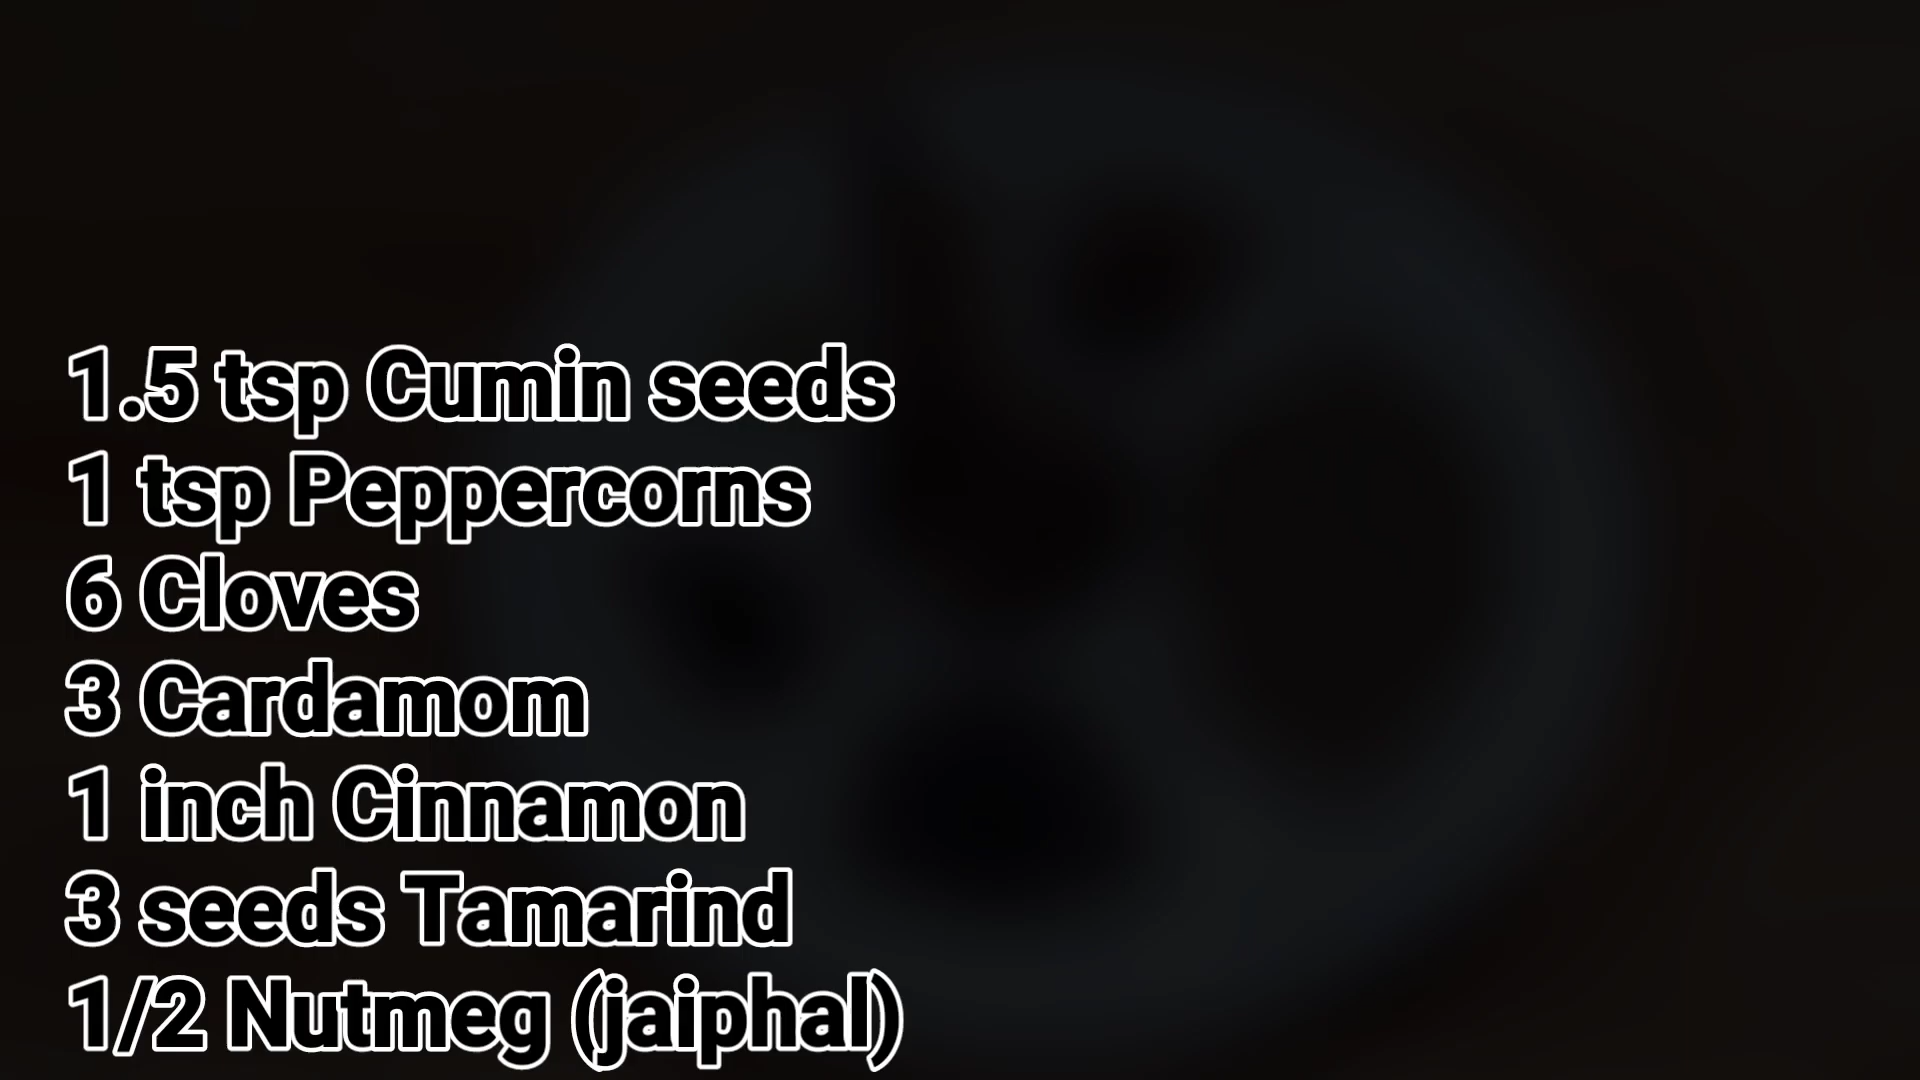 1.5 tsp Cumin seeds
1 tsp Peppercorns
6 Cloves
3 Cardamom
1 inch Cinnamon
3 seeds Tamarind
1/2 Nutmeg (jaiphal)